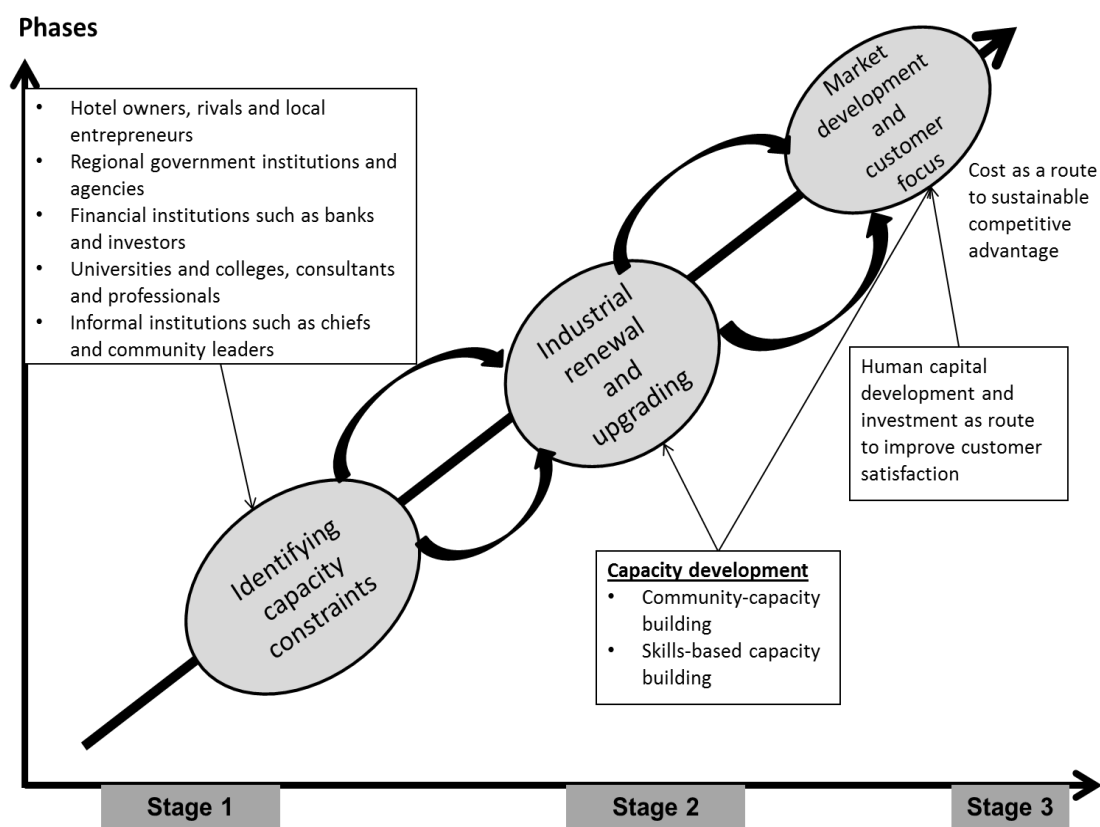 Phases
• Hotel owners, rivals and local
entrepreneurs
• Regional government institutions and
agencies
• Financial institutions such as banks
and investors
• Universities and colleges, consultants
and professionals
• Informal institutions such as chiefs
and community leaders
Identifying
capacity
constraints
Industrial
renewal
and
upgrading
Market
development
and
customer
focus
Cost as a route
to sustainable
competitive
advantage
Human capital
development and
investment as route
to improve customer
satisfaction
Capacity development
• Community-capacity
building
• Skills-based capacity
building
Stage 1
Stage 2
Stage 3